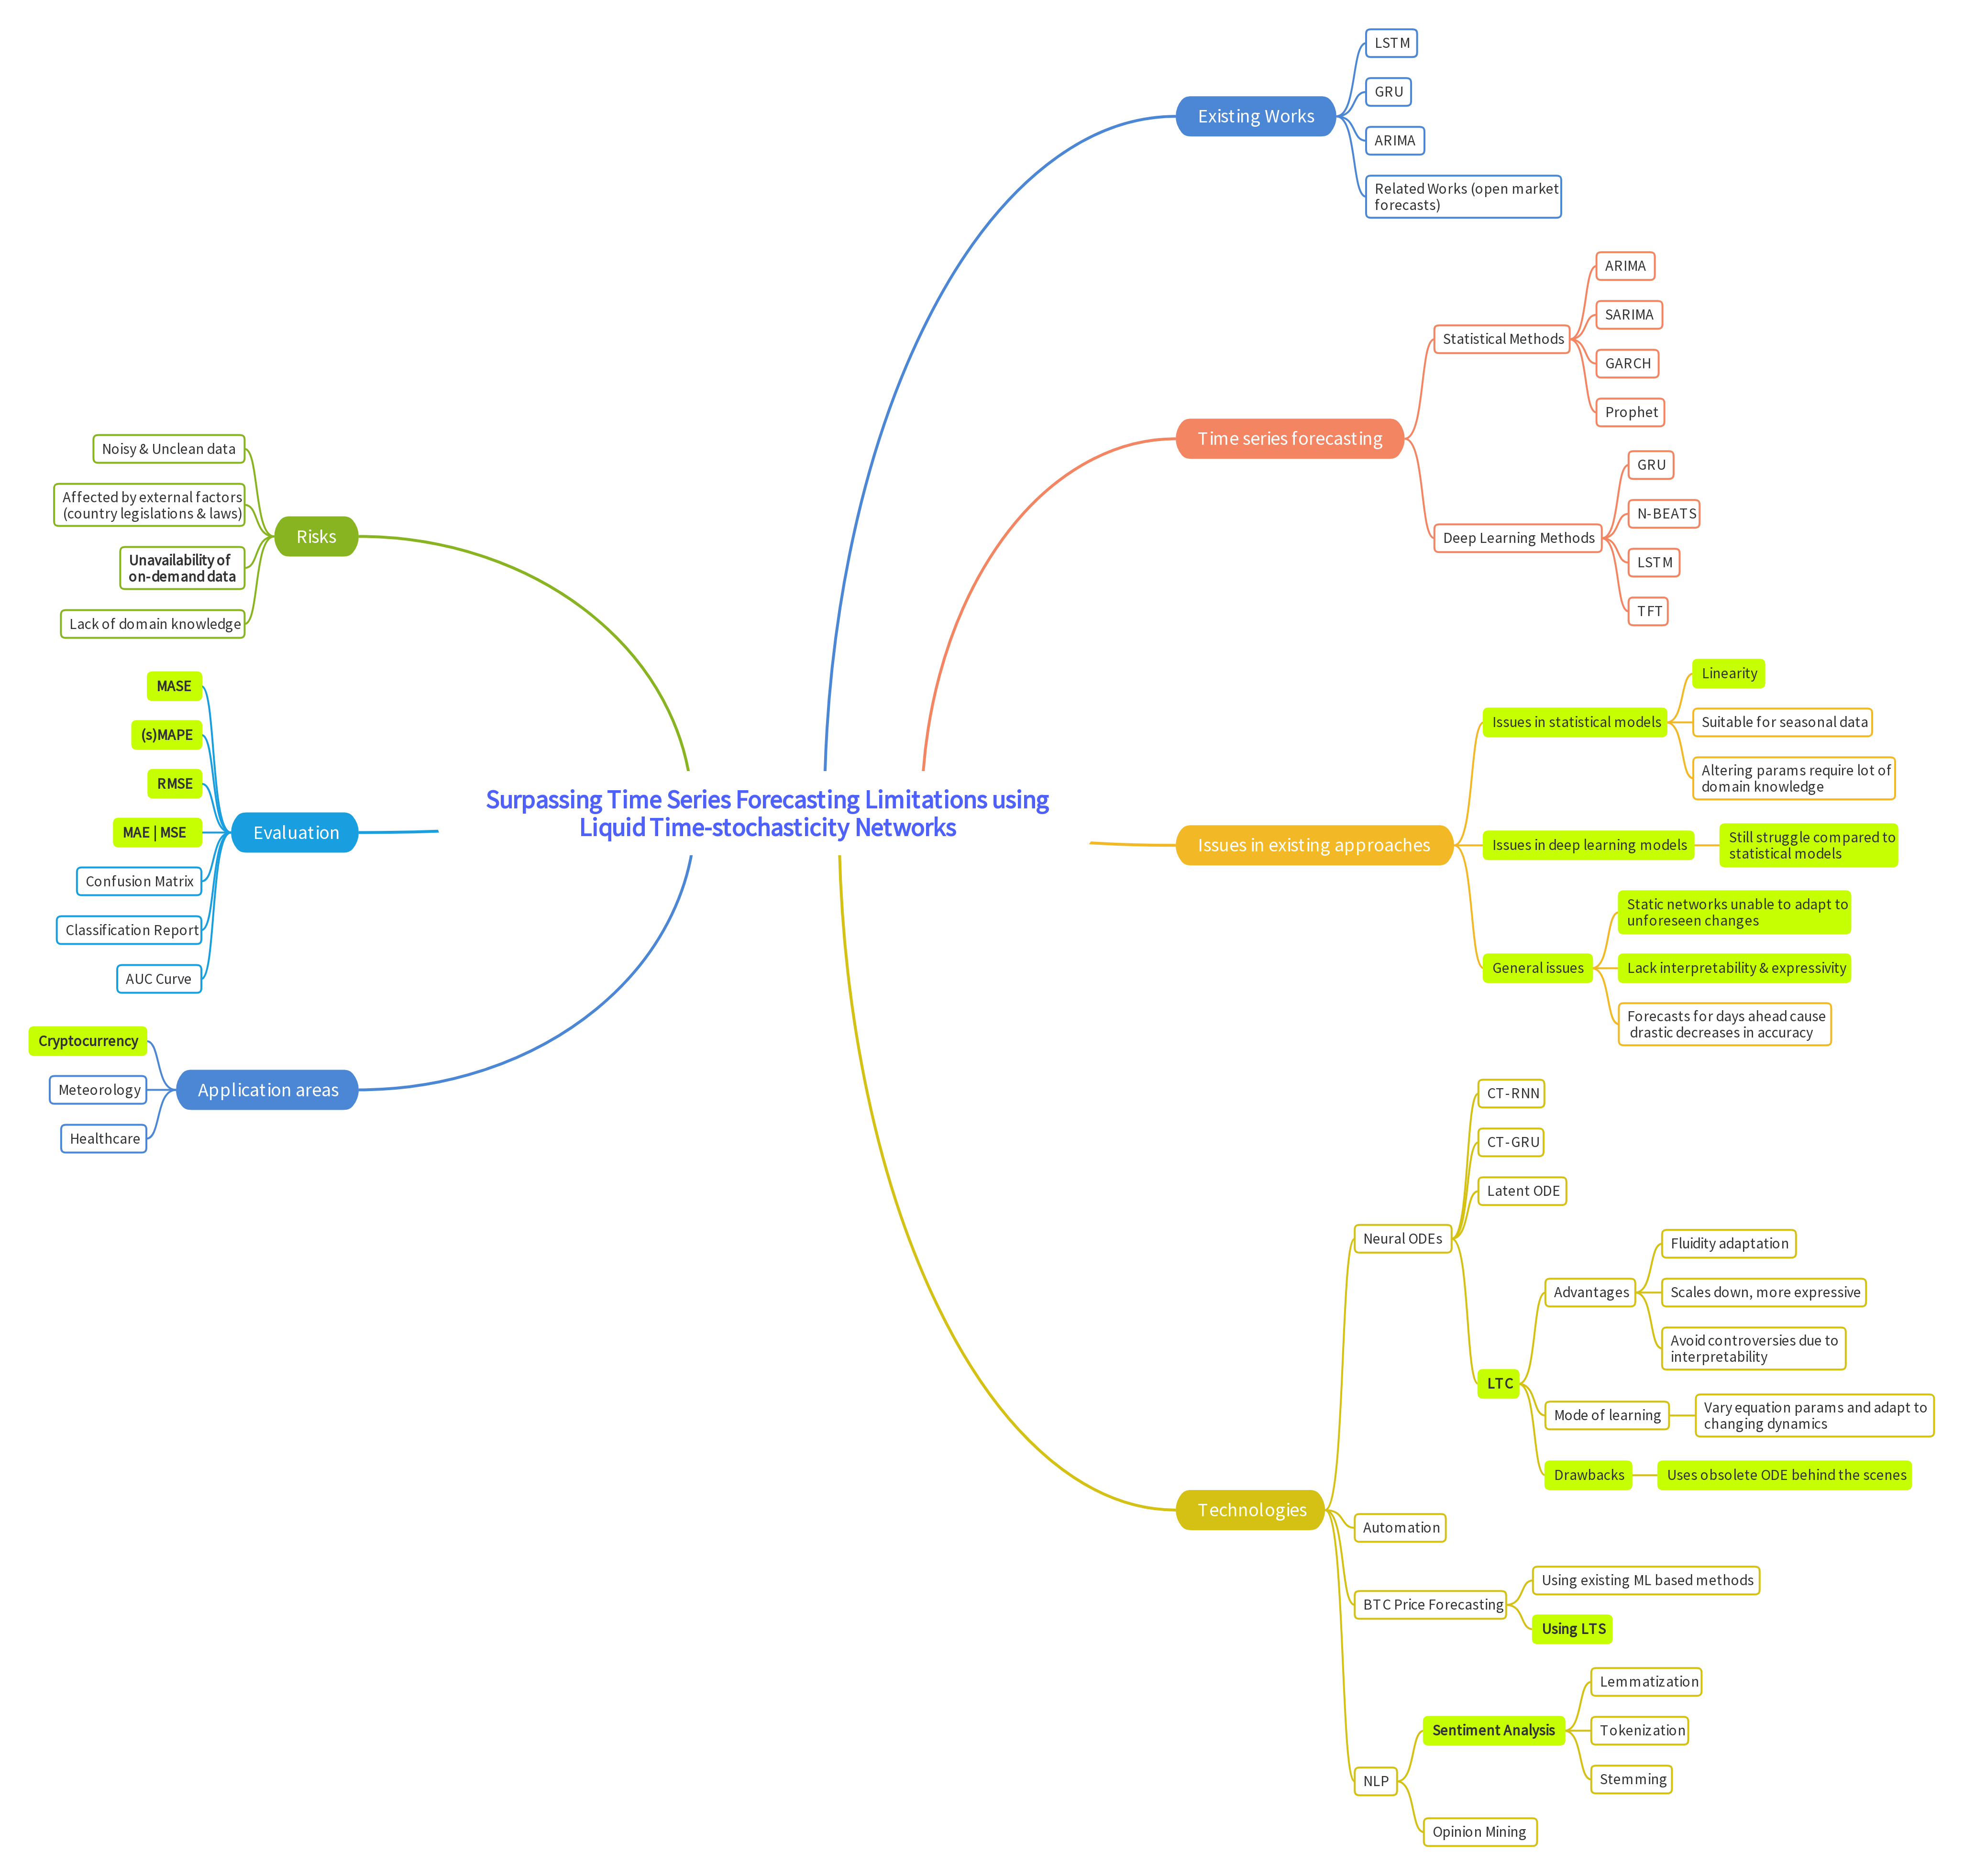 Surpassing Time Series Forecasting Limitations using
Liquid Time-stochasticity Networks
Existing Works
LSTM
GRU
ARIMA
Related Works (open market
forecasts)
Time series forecasting
Statistical Methods
ARIMA
SARIMA
GARCH
Prophet
Deep Learning Methods
GRU
N-BEATS
LSTM
TFT
Issues in existing approaches
Issues in statistical models
Linearity
Suitable for seasonal data
Altering params require lot of
domain knowledge
Issues in deep learning models
Still struggle compared to
statistical models
General issues
Static networks unable to adapt to
unforeseen changes
Lack interpretability & expressivity
Forecasts for days ahead cause
drastic decreases in accuracy
Technologies
Neural ODEs
CT-RNN
CT-GRU
Latent ODE
LTC
Advantages
Fluidity adaptation
Scales down, more expressive
Avoid controversies due to
interpretability
Mode of learning
Vary equation params and adapt to
changing dynamics
Drawbacks
Uses obsolete ODE behind the scenes
Automation
BTC Price Forecasting
Using existing ML based methods
Using LTS
NLP
Sentiment Analysis
Lemmatization
Tokenization
Stemming
Opinion Mining
Risks
Noisy & Unclean data
Affected by external factors
(country legislations & laws)
Unavailability of
on-demand data
Lack of domain knowledge
Evaluation
MASE
(s)MAPE
RMSE
MAE | MSE
Confusion Matrix
Classification Report
AUC Curve
Application areas
Cryptocurrency
Meteorology
Healthcare